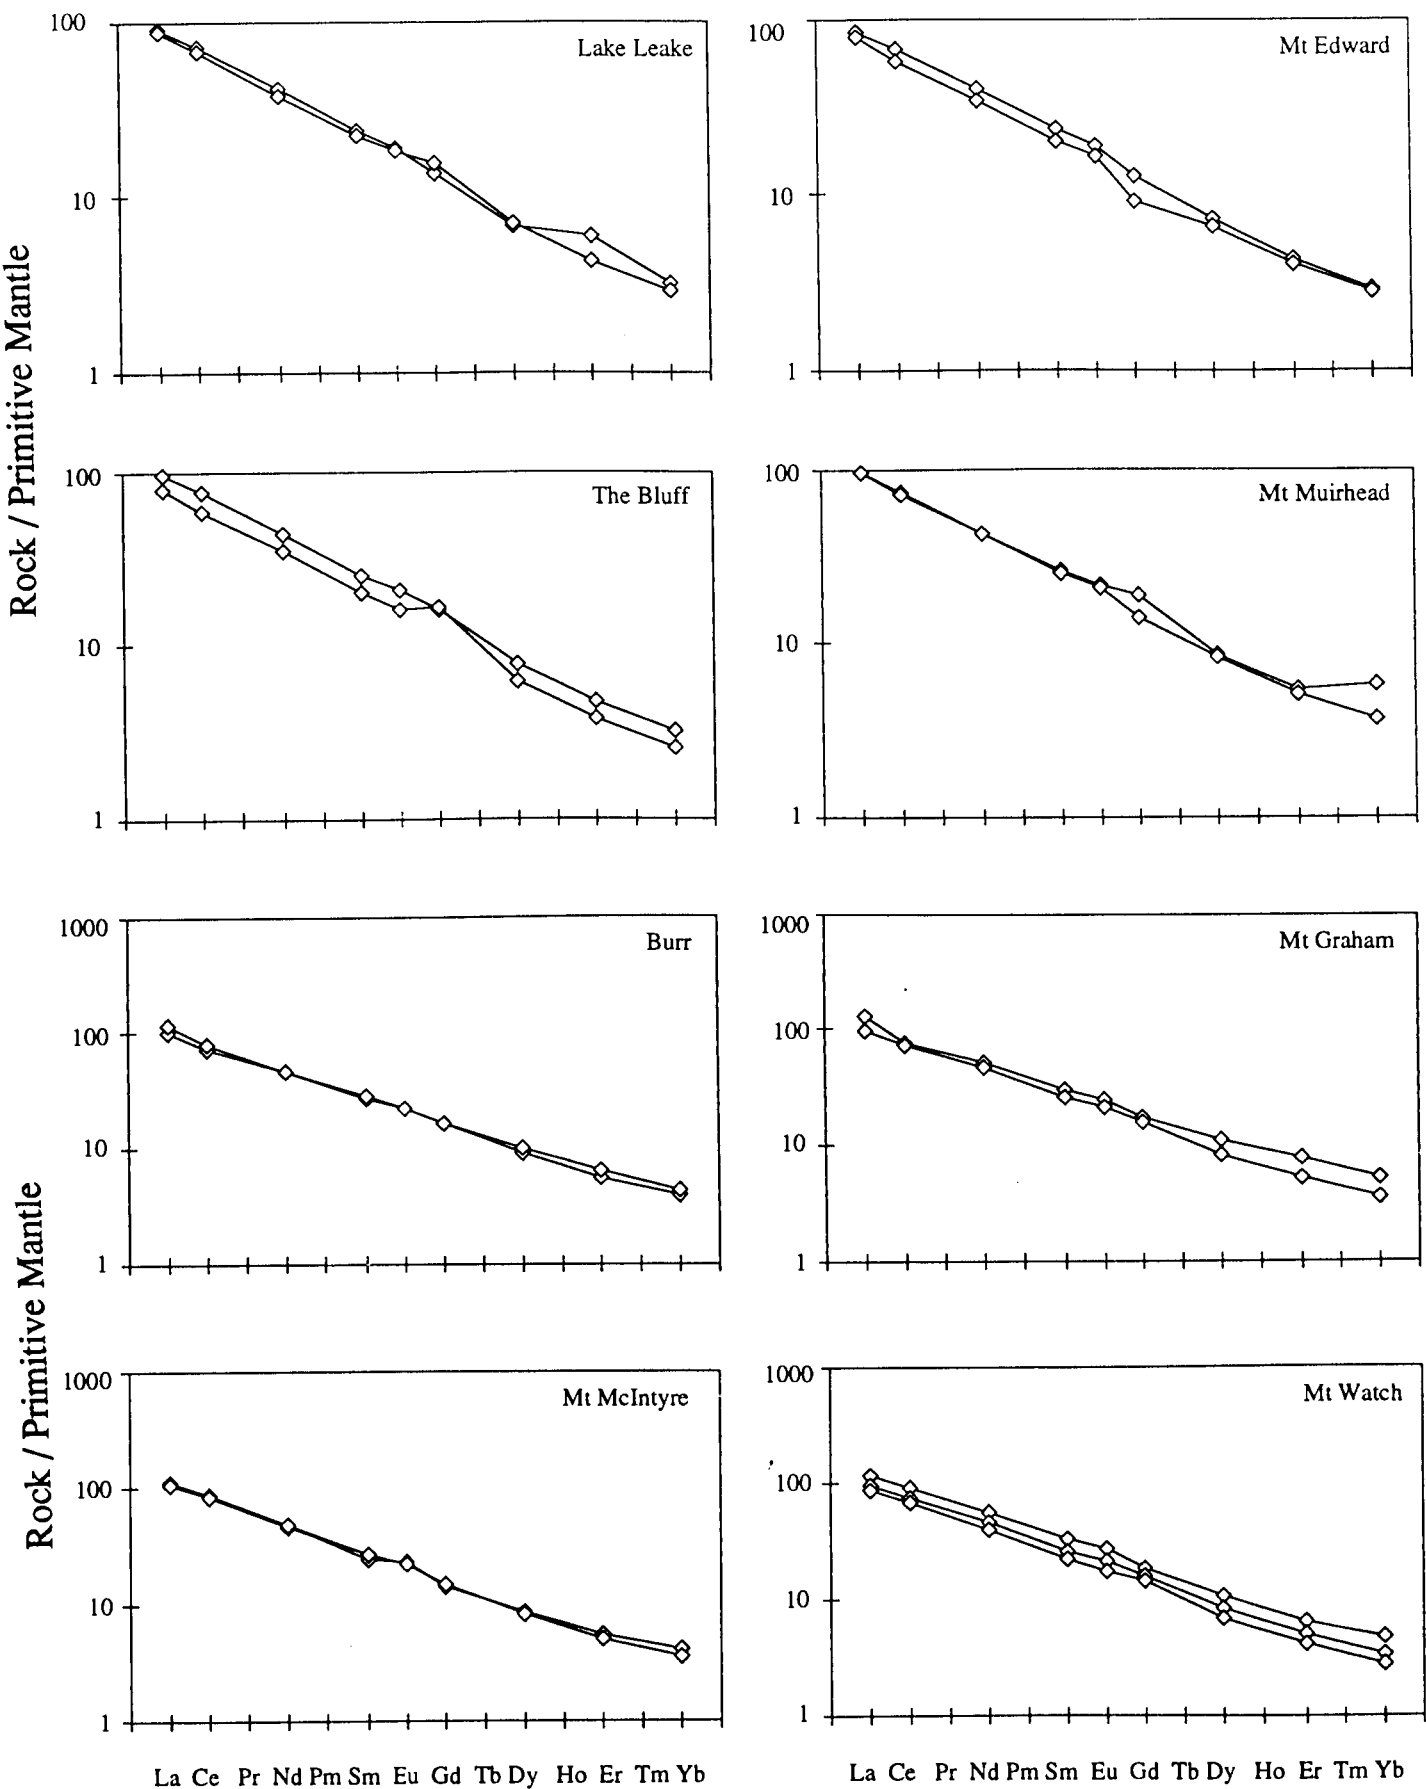 Rock / Primitive Mantle
100
10
1
Lake Leake
100
10
1
Mt Edward
100
10
1
The Bluff
100
10
1
Mt Muirhead
Rock / Primitive Mantle
1000
100
10
1
Burr
1000
100
10
1
Mt Graham
1000
100
10
1
Mt McIntyre
1000
100
10
1
Mt Watch
La Ce Pr Nd Pm Sm Eu Gd Tb Dy Ho Er Tm Yb
La Ce Pr Nd Pm Sm Eu Gd Tb Dy Ho Er Tm Yb